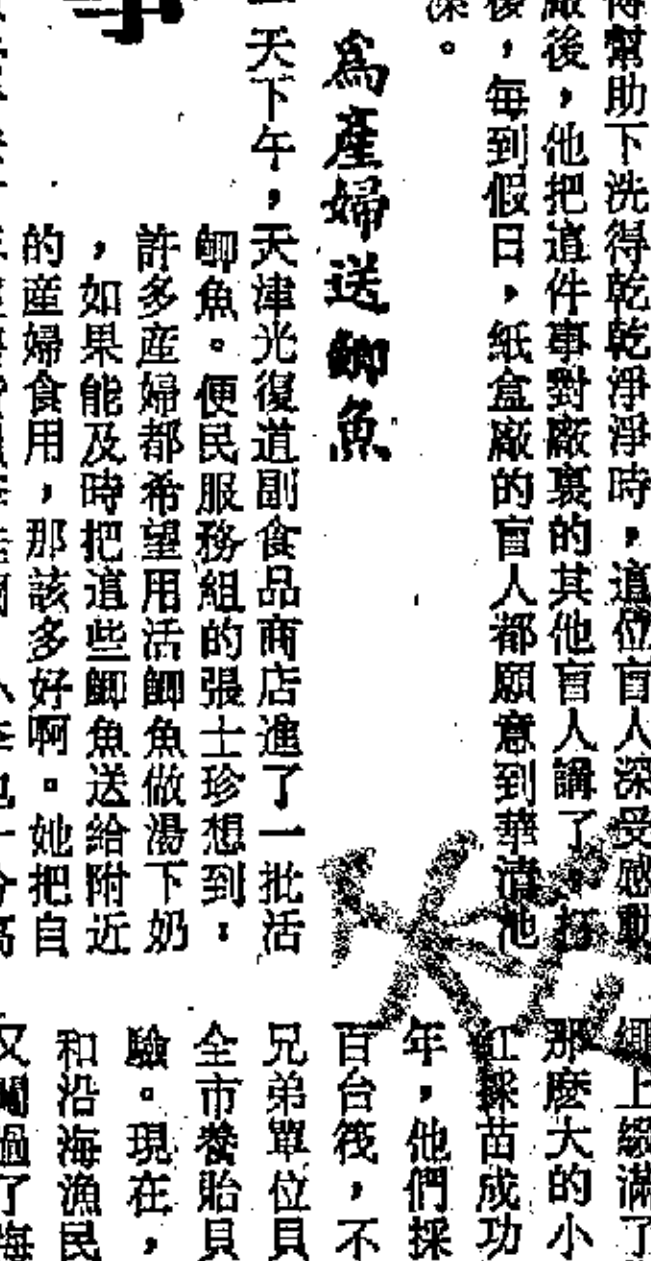 得幫助下洗得乾乾淨淨時，這位盲人深受感動
廠後，他把這件事對廠裏的其他盲人講了。
後，每到假日，紙盒廠的盲人都願意到華清池
深。
爲產婦送鯽魚
天下午，天津光復道副食品商店進了一批活
鯽魚。便民服務組的張士珍想到：
許多産婦都希望用活鯽魚做湯下奶
，如果能及時把這些鯽魚送給附近
的産婦食用，那該多好啊。她把自
繩上綴滿了
那麽大的小
紅採苗成功
年，他們採
百台筏，不
兄弟單位貝
全市養貽貝
驗。現在，
和沿海漁民
又闖過了海